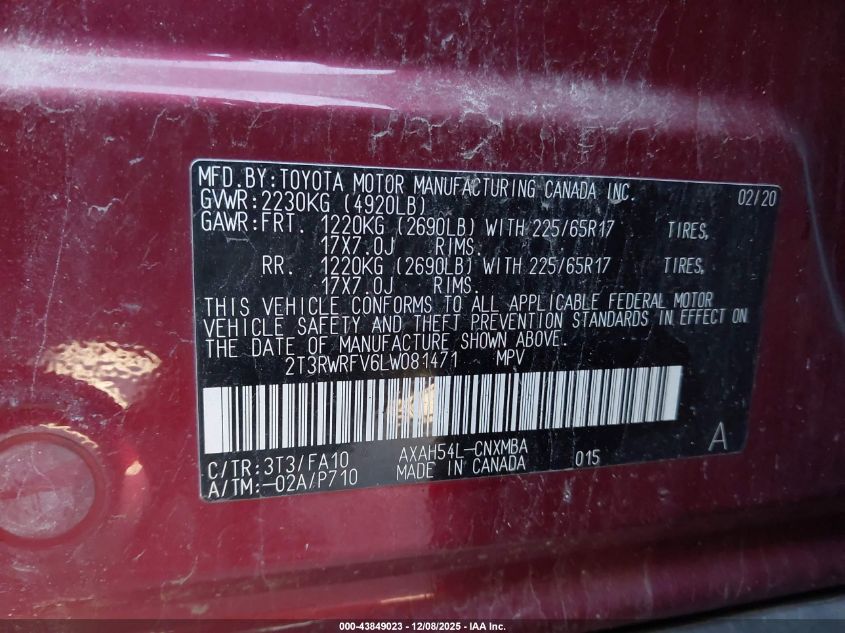 MFD.BY:TOYOTA MOTOR MANUFACTURING CANADA INC. 02/20
GVWR:2230KG (4920LB)
GAWR:FRT. 1220KG (2690LB) WITH 225/65R17 TIRES,
17X7.0J RIMS.
RR. 1220KG (2690LB) WITH 225/65R17 TIRES,
17X7.0J RIMS.
THIS VEHICLE CONFORMS TO ALL APPLICABLE FEDERAL MOTOR
VEHICLE SAFETY AND THEFT PREVENTION STANDARDS IN EFFECT ON
THE DATE OF MANUFACTURE SHOWN ABOVE.
2T3RWRFV6LW081471 MPV
C/TR:3T3/FA10 AXAH54L-CNXMBA 015 A
A/TM:-02A/P710 MADE IN CANADA
000-43849023 - 12/08/2025 - IAA Inc.